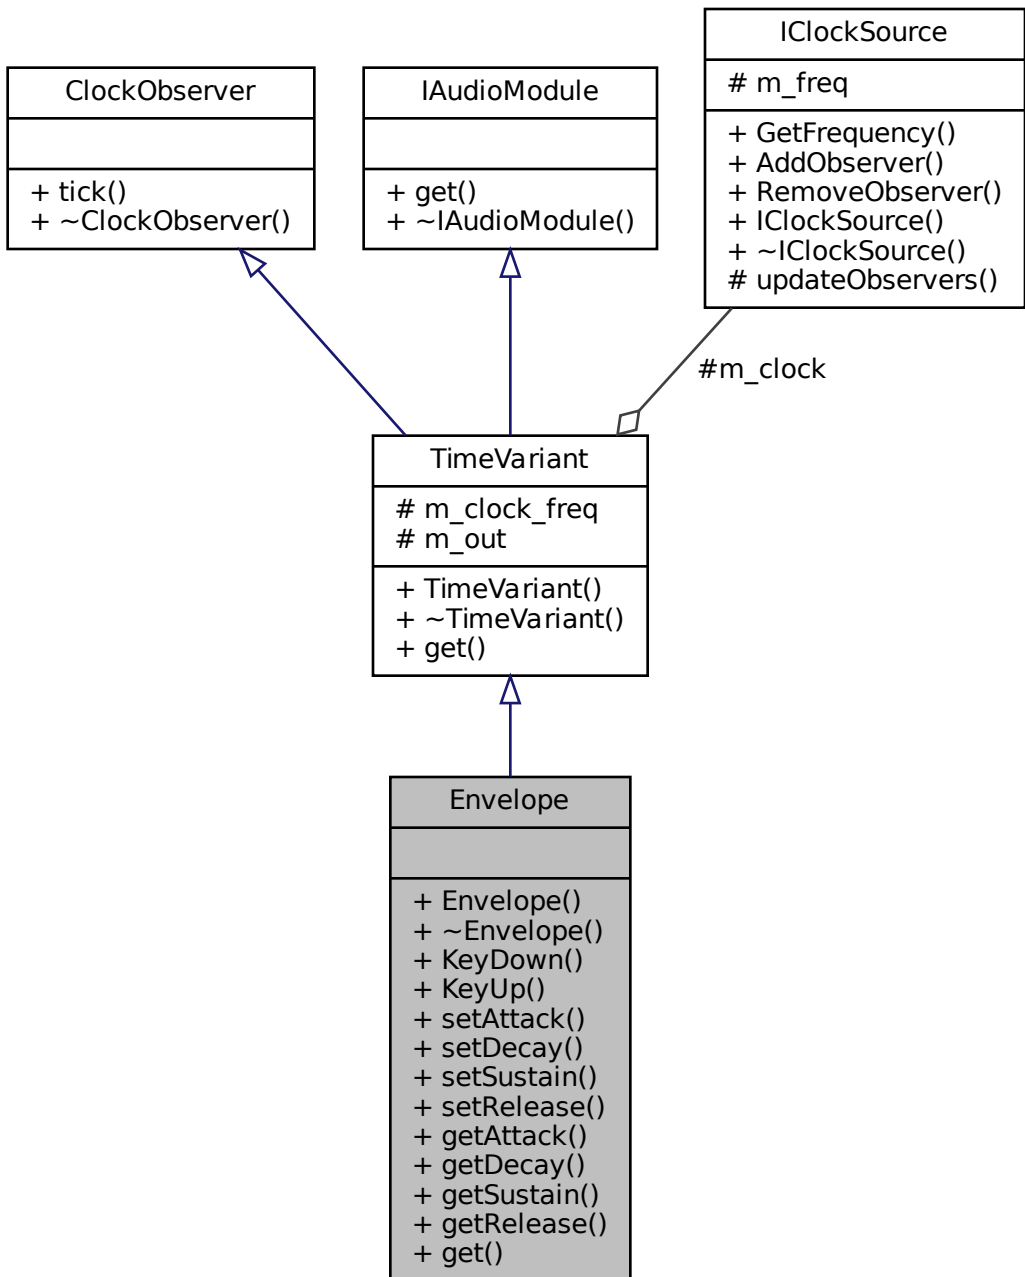 ClockObserver
+ tick()
+ ~ClockObserver()
IAudioModule
+ get()
+ ~IAudioModule()
IClockSource
# m_freq
+ GetFrequency()
+ AddObserver()
+ RemoveObserver()
+ IClockSource()
+ ~IClockSource()
# updateObservers()
#m_clock
TimeVariant
# m_clock_freq
# m_out
+ TimeVariant()
+ ~TimeVariant()
+ get()
Envelope
+ Envelope()
+ ~Envelope()
+ KeyDown()
+ KeyUp()
+ setAttack()
+ setDecay()
+ setSustain()
+ setRelease()
+ getAttack()
+ getDecay()
+ getSustain()
+ getRelease()
+ get()